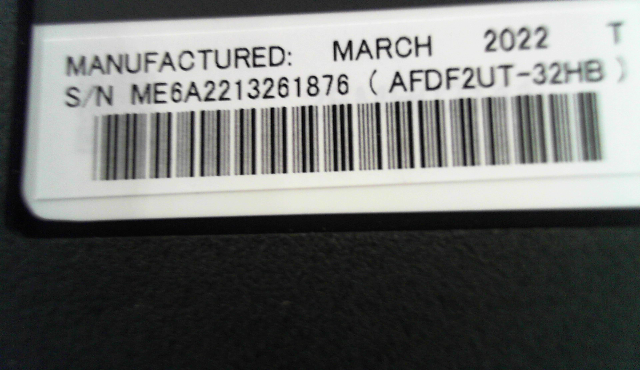 MANUFACTURED: MARCH 2022 T
S/N ME6A2213261876 ( AFDF2UT-32HB )